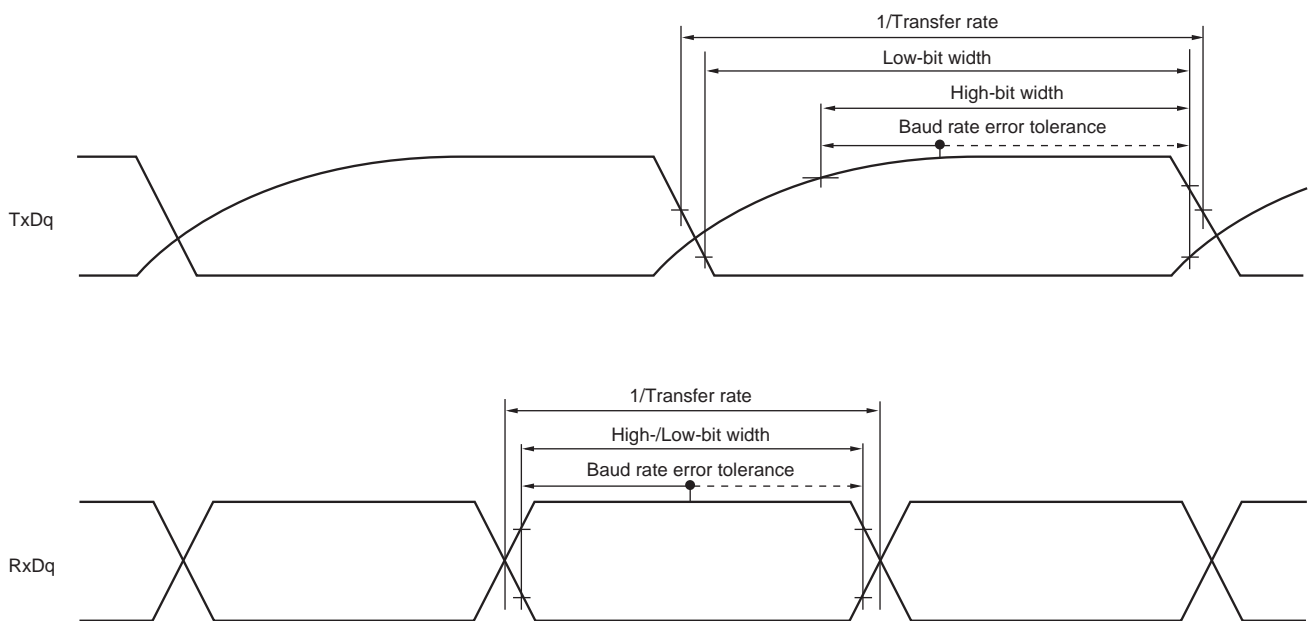 1/Transfer rate
Low-bit width
High-bit width
Baud rate error tolerance
TxDq
1/Transfer rate
High-/Low-bit width
Baud rate error tolerance
RxDq